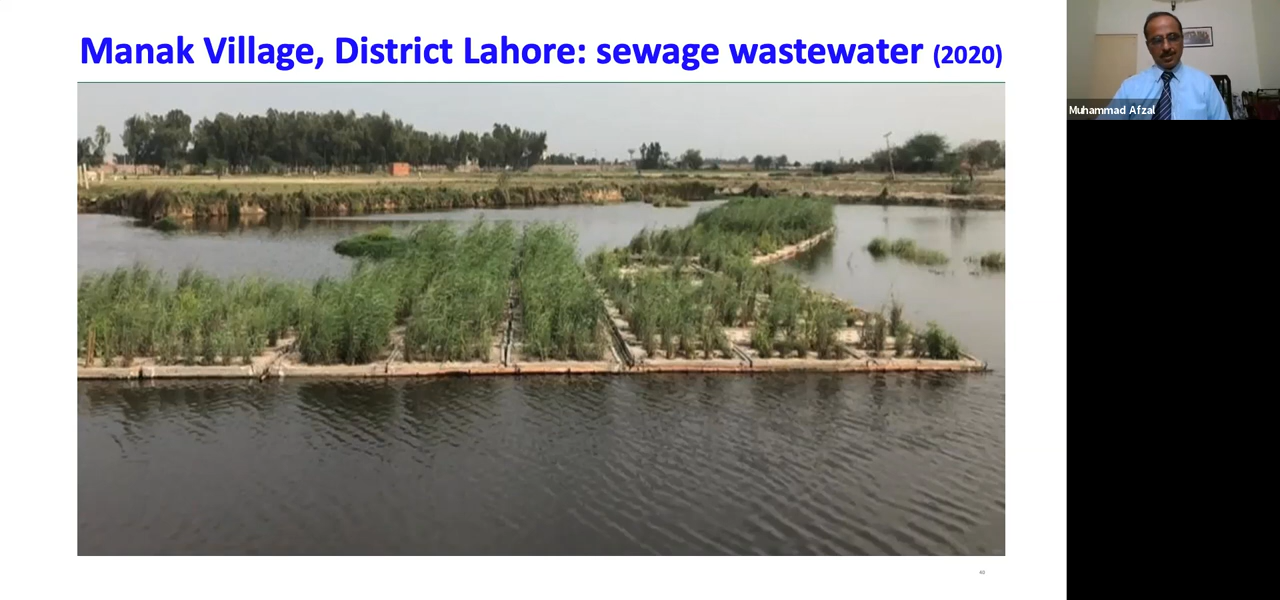 Manak Village, District Lahore: sewage wastewater (2020)
Muhammad Afzal